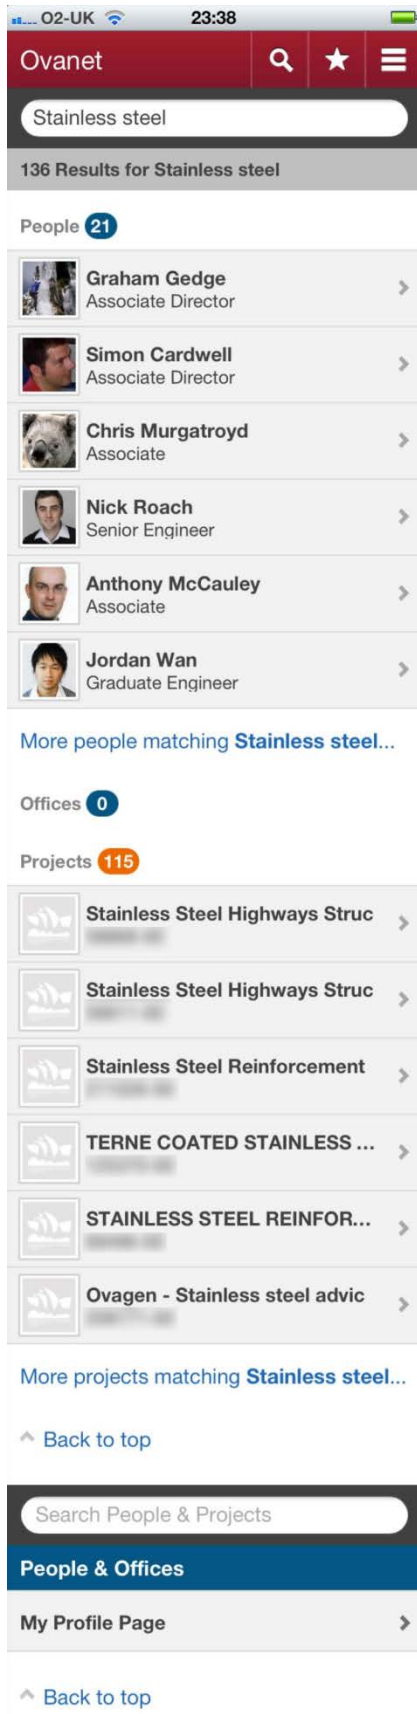 O2-UK 23:38
Ovanet
Stainless steel
136 Results for Stainless steel
People 21
Graham Gedge
Associate Director
Simon Cardwell
Associate Director
Chris Murgatroyd
Associate
Nick Roach
Senior Engineer
Anthony McCauley
Associate
Jordan Wan
Graduate Engineer
More people matching Stainless steel...
Offices 0
Projects 115
Stainless Steel Highways Struc
Stainless Steel Highways Struc
Stainless Steel Reinforcement
TERNE COATED STAINLESS ...
STAINLESS STEEL REINFOR...
Ovagen - Stainless steel advic
More projects matching Stainless steel...
Back to top
Search People & Projects
People & Offices
My Profile Page
Back to top